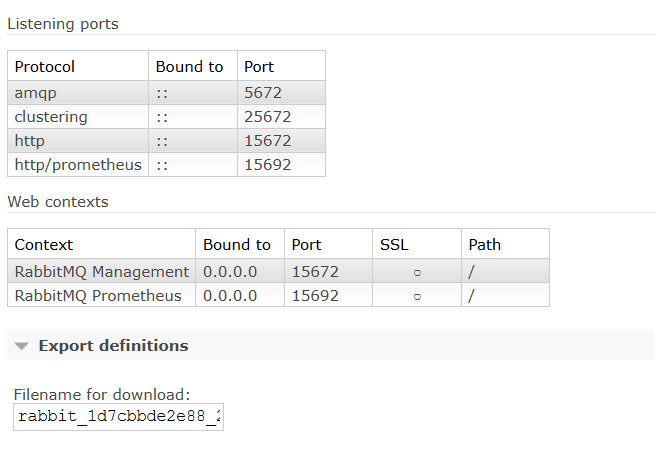 Listening ports
Protocol Bound to Port
amqp :: 5672
clustering :: 25672
http :: 15672
http/prometheus :: 15692
Web contexts
Context Bound to Port SSL Path
RabbitMQ Management 0.0.0.0 15672 ○ /
RabbitMQ Prometheus 0.0.0.0 15692 ○ /
Export definitions
Filename for download:
rabbit_1d7cbbde2e88_